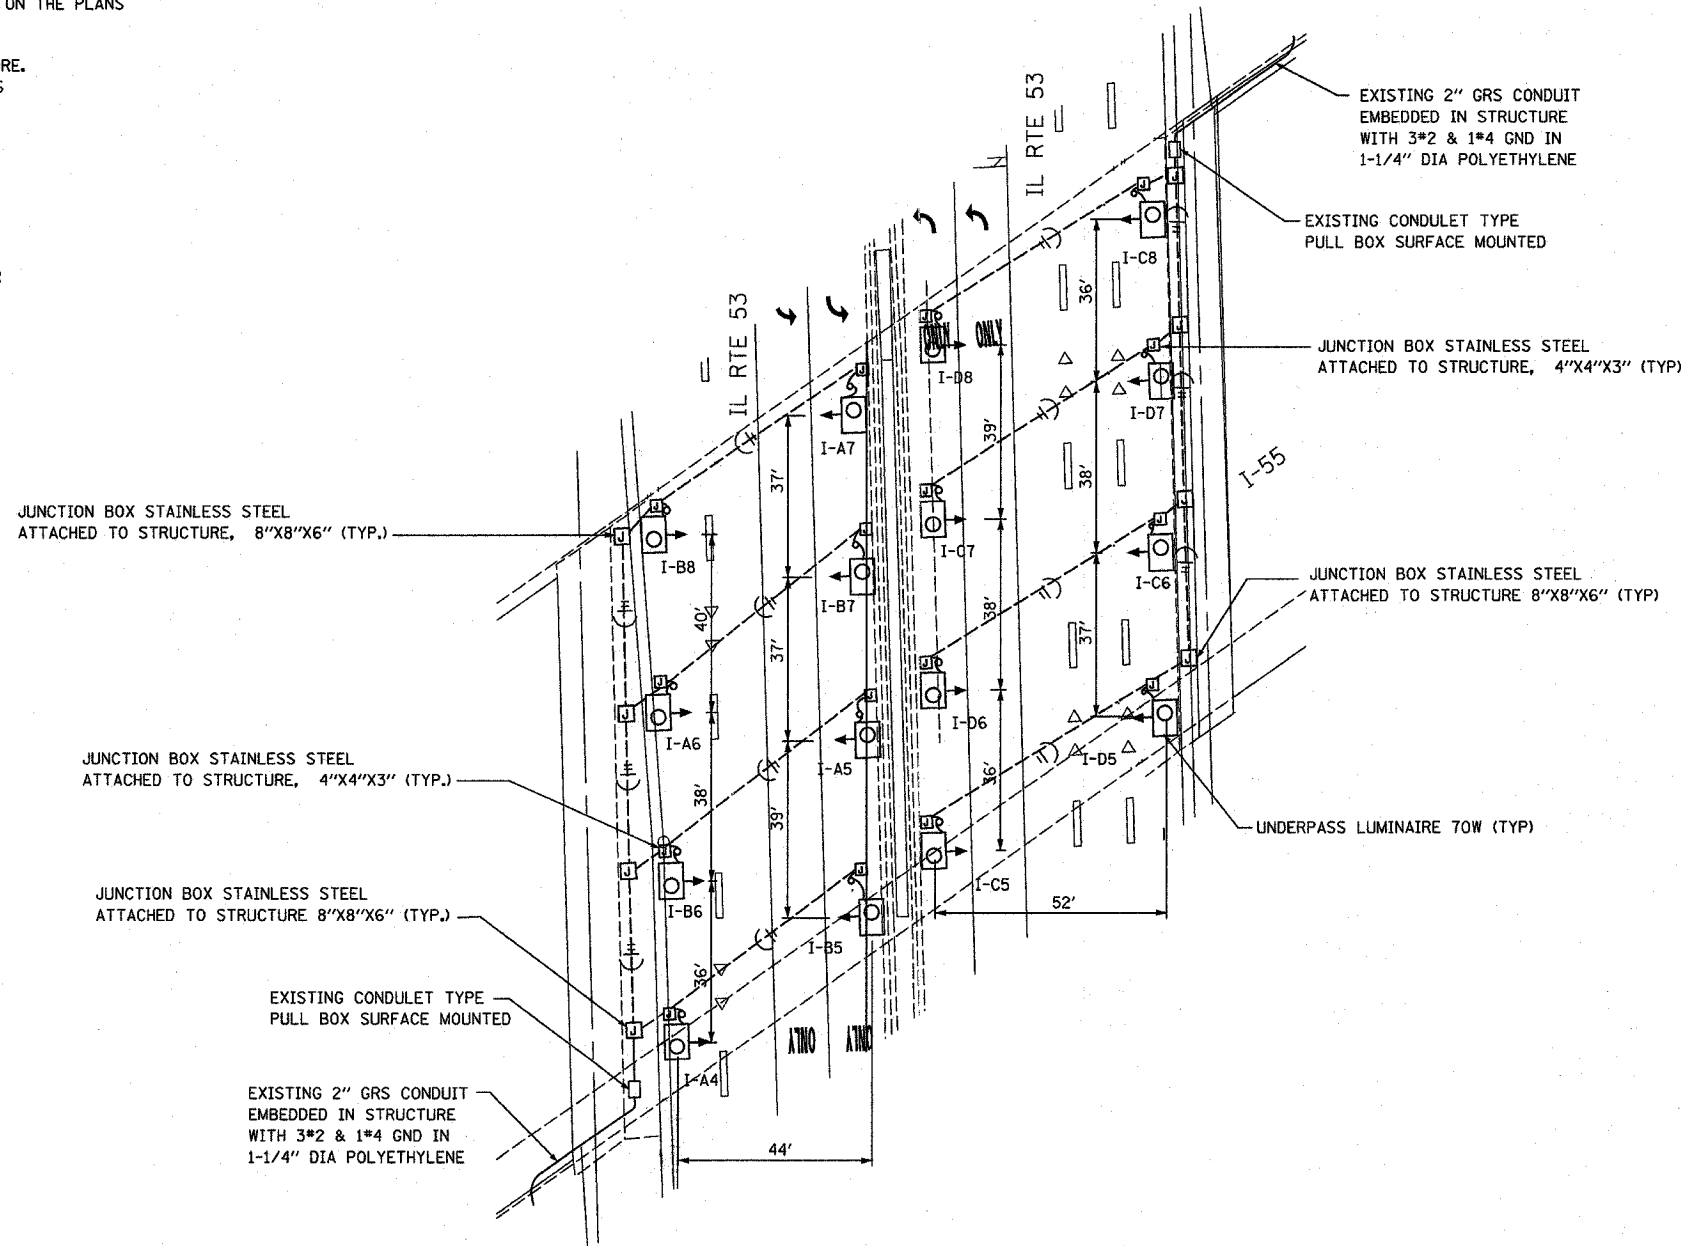 ON THE PLANS
RE.
IL RTE 53
EXISTING 2" GRS CONDUIT
EMBEDDED IN STRUCTURE
WITH 3#2 & 1#4 GND IN
1-1/4" DIA POLYETHYLENE
EXISTING CONDULET TYPE
PULL BOX SURFACE MOUNTED
I-C8
36'
IL RTE 53
ONLY
ONLY
JUNCTION BOX STAINLESS STEEL
ATTACHED TO STRUCTURE, 4"X4"X3" (TYP)
I-D8
I-D7
39'
I-A7
37'
38'
I-55
JUNCTION BOX STAINLESS STEEL
ATTACHED TO STRUCTURE, 8"X8"X6" (TYP.)
I-B8
I-C7
I-C6
JUNCTION BOX STAINLESS STEEL
ATTACHED TO STRUCTURE 8"X8"X6" (TYP)
I-B7
40'
38'
37'
37'
I-A6
I-D6
I-D5
I-A5
36'
JUNCTION BOX STAINLESS STEEL
ATTACHED TO STRUCTURE, 4"X4"X3" (TYP.)
38'
39'
UNDERPASS LUMINAIRE 70W (TYP)
JUNCTION BOX STAINLESS STEEL
ATTACHED TO STRUCTURE 8"X8"X6" (TYP.)
I-B6
I-C5
52'
I-B5
36'
EXISTING CONDULET TYPE
PULL BOX SURFACE MOUNTED
ONLY
ONLY
I-A4
EXISTING 2" GRS CONDUIT
EMBEDDED IN STRUCTURE
WITH 3#2 & 1#4 GND IN
1-1/4" DIA POLYETHYLENE
44'